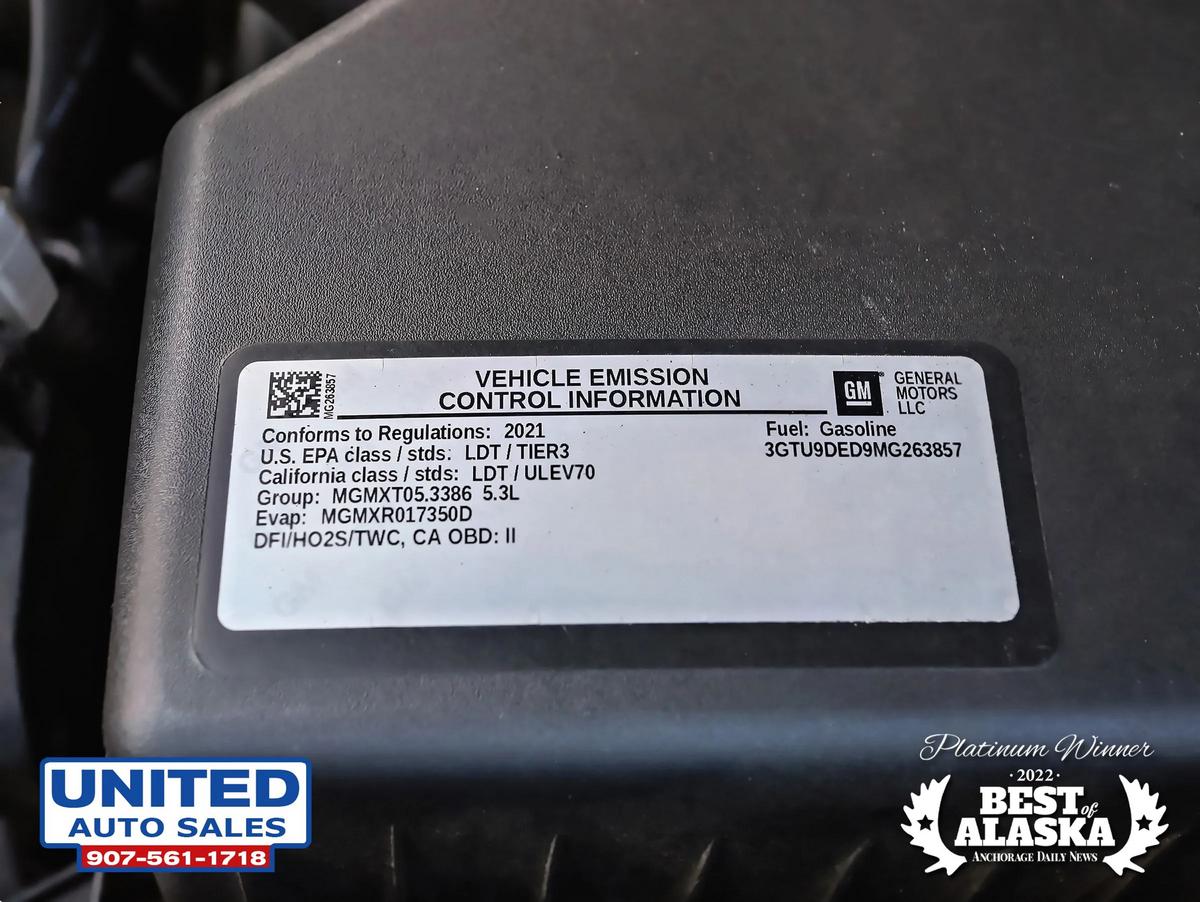 MG263857
VEHICLE EMISSION
CONTROL INFORMATION
GM
GENERAL
MOTORS
LLC
Conforms to Regulations: 2021
U.S. EPA class / stds: LDT / TIER3
California class / stds: LDT / ULEV70
Group: MGMXT05.3386 5.3L
Evap: MGMXR017350D
DFI/HO2S/TWC, CA OBD: II
Fuel: Gasoline
3GTU9DED9MG263857
UNITED
AUTO SALES
907-561-1718
Platinum Winner
·2022·
BEST of
ALASKA
ANCHORAGE DAILY NEWS